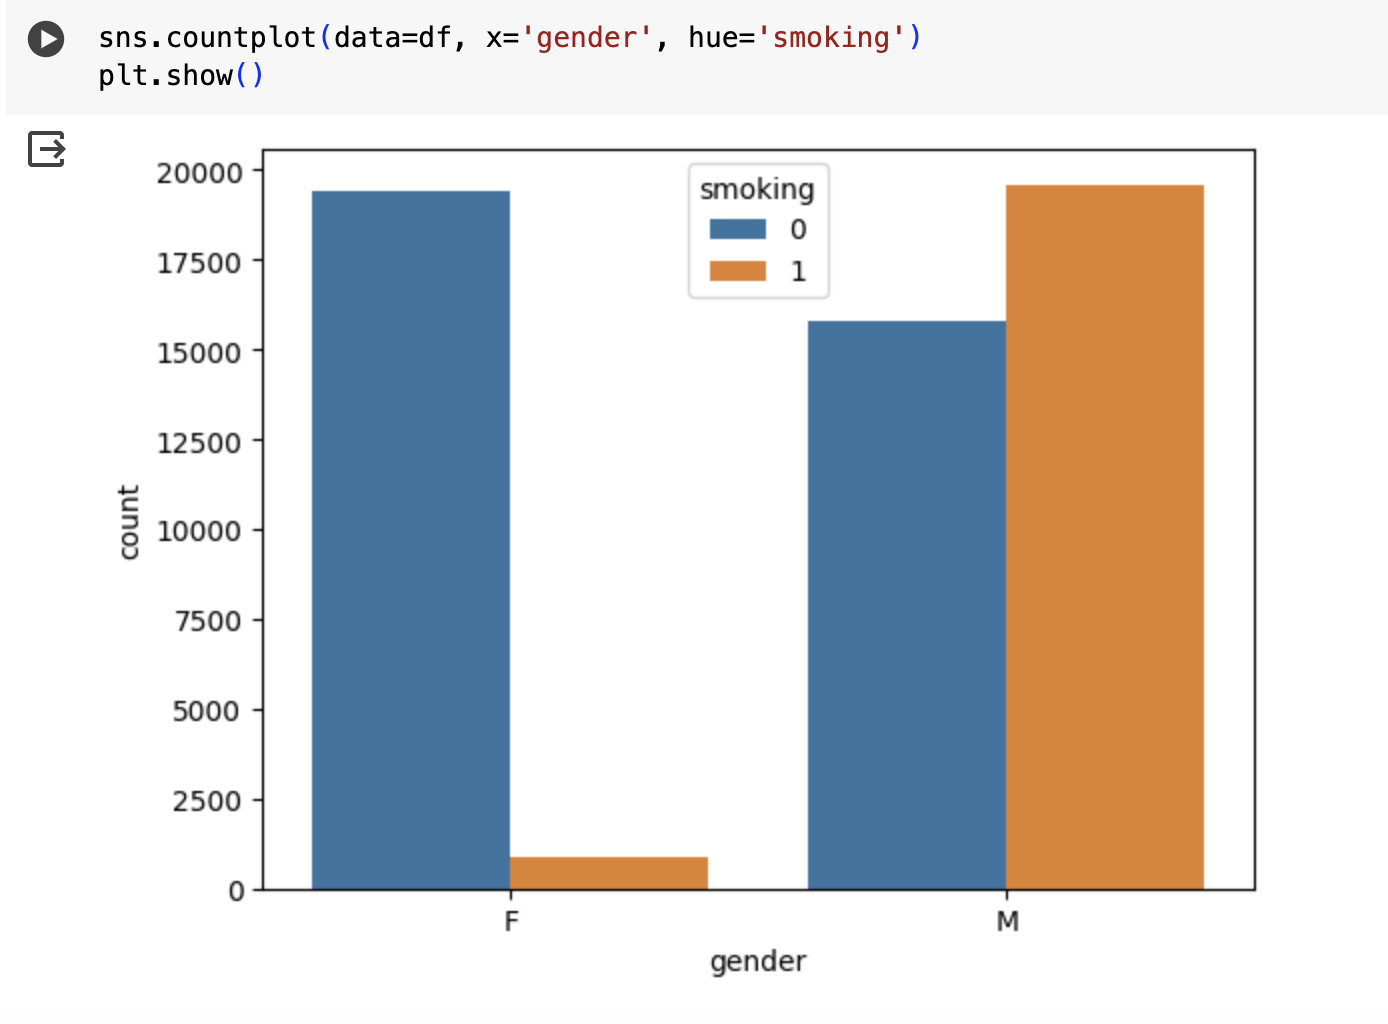 sns.countplot(data=df, x='gender', hue='smoking')
plt.show()
smoking
0
1
20000
17500
15000
12500
10000
7500
5000
2500
0
count
F M
gender